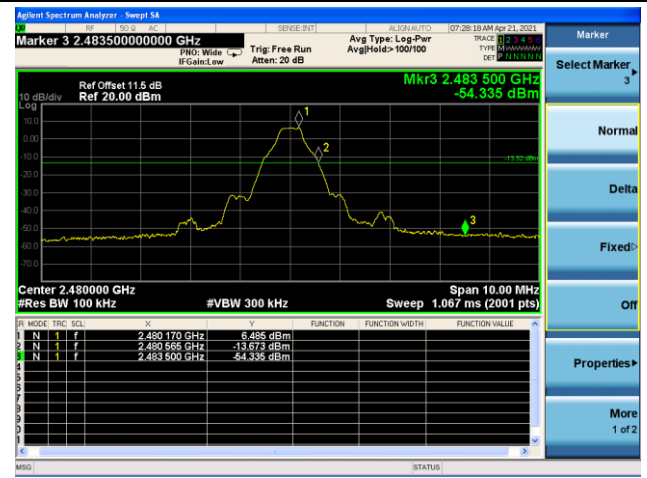 Agilent Spectrum Analyzer - Swept SA
RF 50 Ω AC SENSE:INT ALIGNAUTO 07:28:18 AM Apr 21, 2021
Marker 3 2.483500000000 GHz
PNO: Wide
IFGain:Low
Trig: Free Run
Atten: 20 dB
Avg Type: Log-Pwr
Avg|Hold:>100/100
TRACE 1 2 3 4 5 6
TYPE MWWWWW
DET P N N N N N
Ref Offset 11.5 dB
Ref 20.00 dBm
10 dB/div
Log
Mkr3 2.483 500 GHz
-54.335 dBm
10.0
0.00
-10.0
-20.0
-30.0
-40.0
-50.0
-60.0
-70.0
1
2
3
-13.52 dBm
Center 2.480000 GHz
#Res BW 100 kHz
#VBW 300 kHz
Span 10.00 MHz
Sweep 1.067 ms (2001 pts)
MODE TRC SCL X Y FUNCTION FUNCTION WIDTH FUNCTION VALUE
1 N 1 f 2.480 170 GHz 6.485 dBm
2 N 1 f 2.480 565 GHz -13.673 dBm
3 N 1 f 2.483 500 GHz -54.335 dBm
4
5
6
7
8
9
MSG
STATUS
Marker
Select Marker
3
Normal
Delta
Fixed
Off
Properties
More
1 of 2